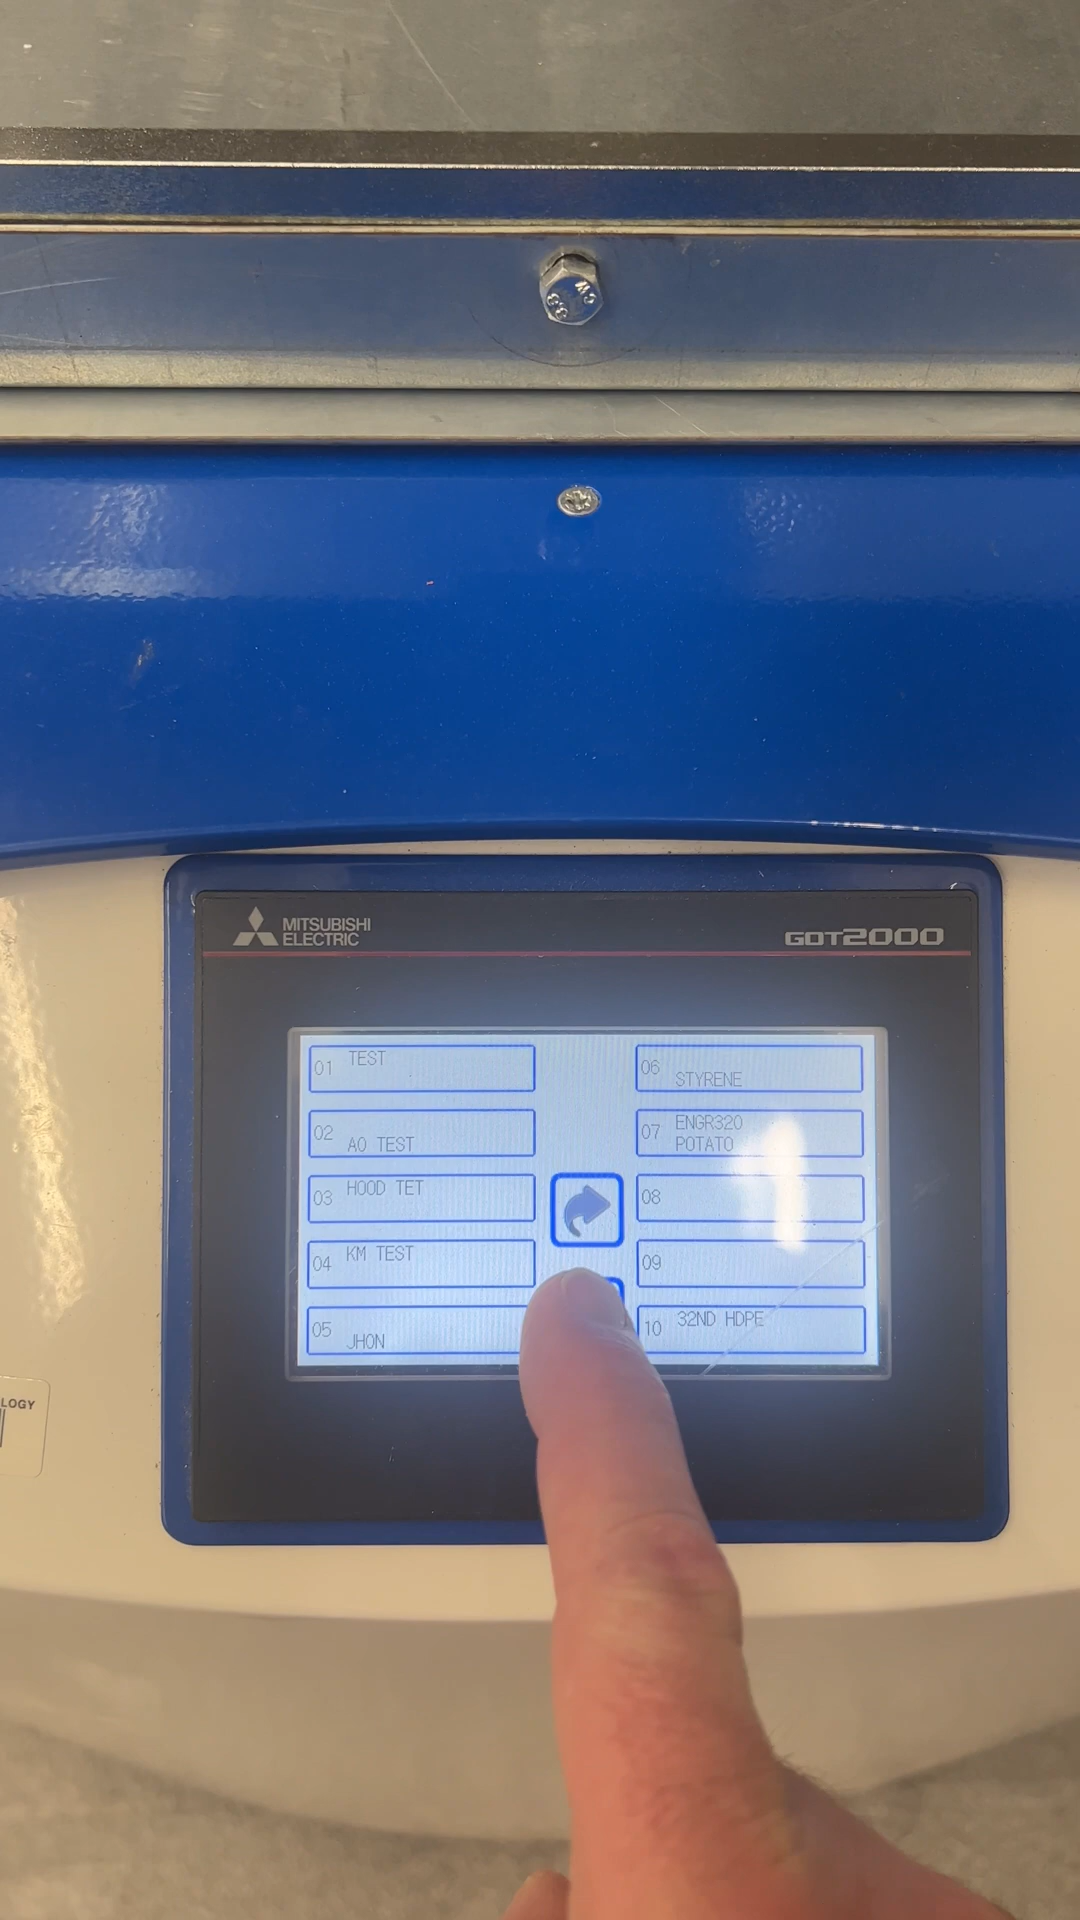 MITSUBISHI
ELECTRIC
GOT2000
01 TEST
02 AO TEST
03 HOOD TET
04 KM TEST
05 JHON
06 STYRENE
07 ENGR320
POTATO
08
09
10 32ND HDPE
LOGY